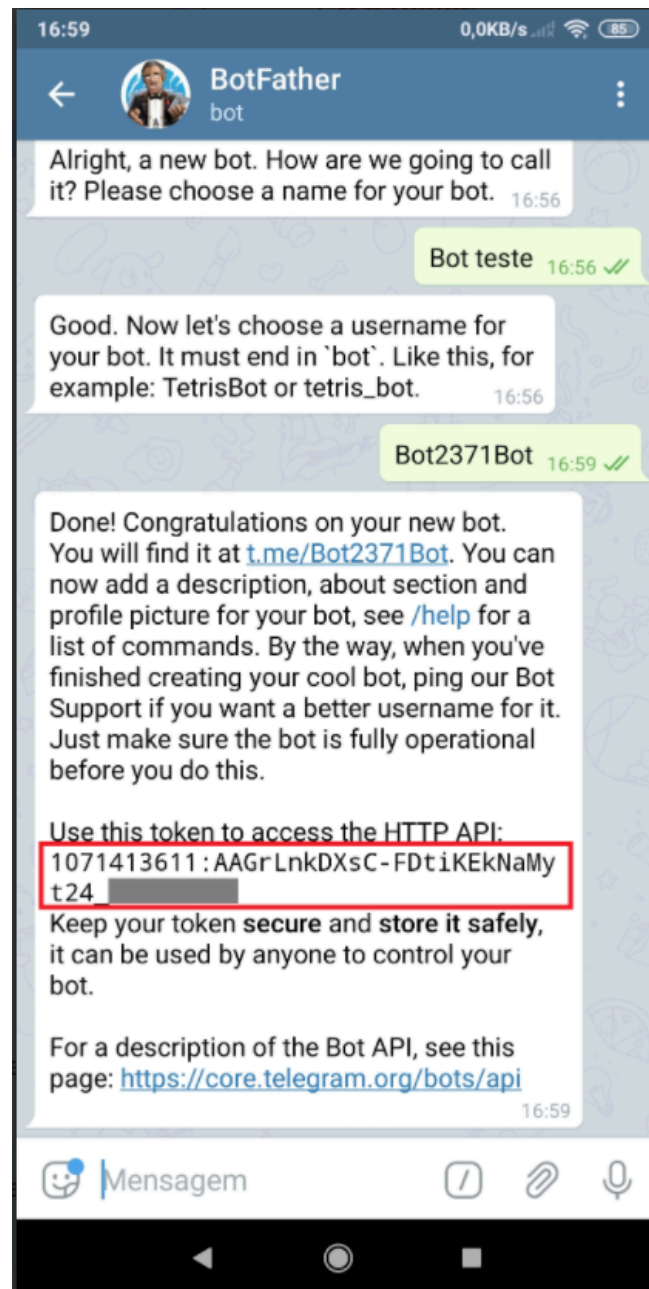 16:59 0,0KB/s 85
BotFather
bot
Alright, a new bot. How are we going to call
it? Please choose a name for your bot. 16:56
Bot teste 16:56
Good. Now let's choose a username for
your bot. It must end in `bot`. Like this, for
example: TetrisBot or tetris_bot. 16:56
Bot2371Bot 16:59
Done! Congratulations on your new bot.
You will find it at t.me/Bot2371Bot. You can
now add a description, about section and
profile picture for your bot, see /help for a
list of commands. By the way, when you've
finished creating your cool bot, ping our Bot
Support if you want a better username for it.
Just make sure the bot is fully operational
before you do this.
Use this token to access the HTTP API:
1071413611:AAGrLnkDXsC-FDtiKEkNaMy
t24_
Keep your token secure and store it safely,
it can be used by anyone to control your
bot.
For a description of the Bot API, see this
page: https://core.telegram.org/bots/api
16:59
Mensagem